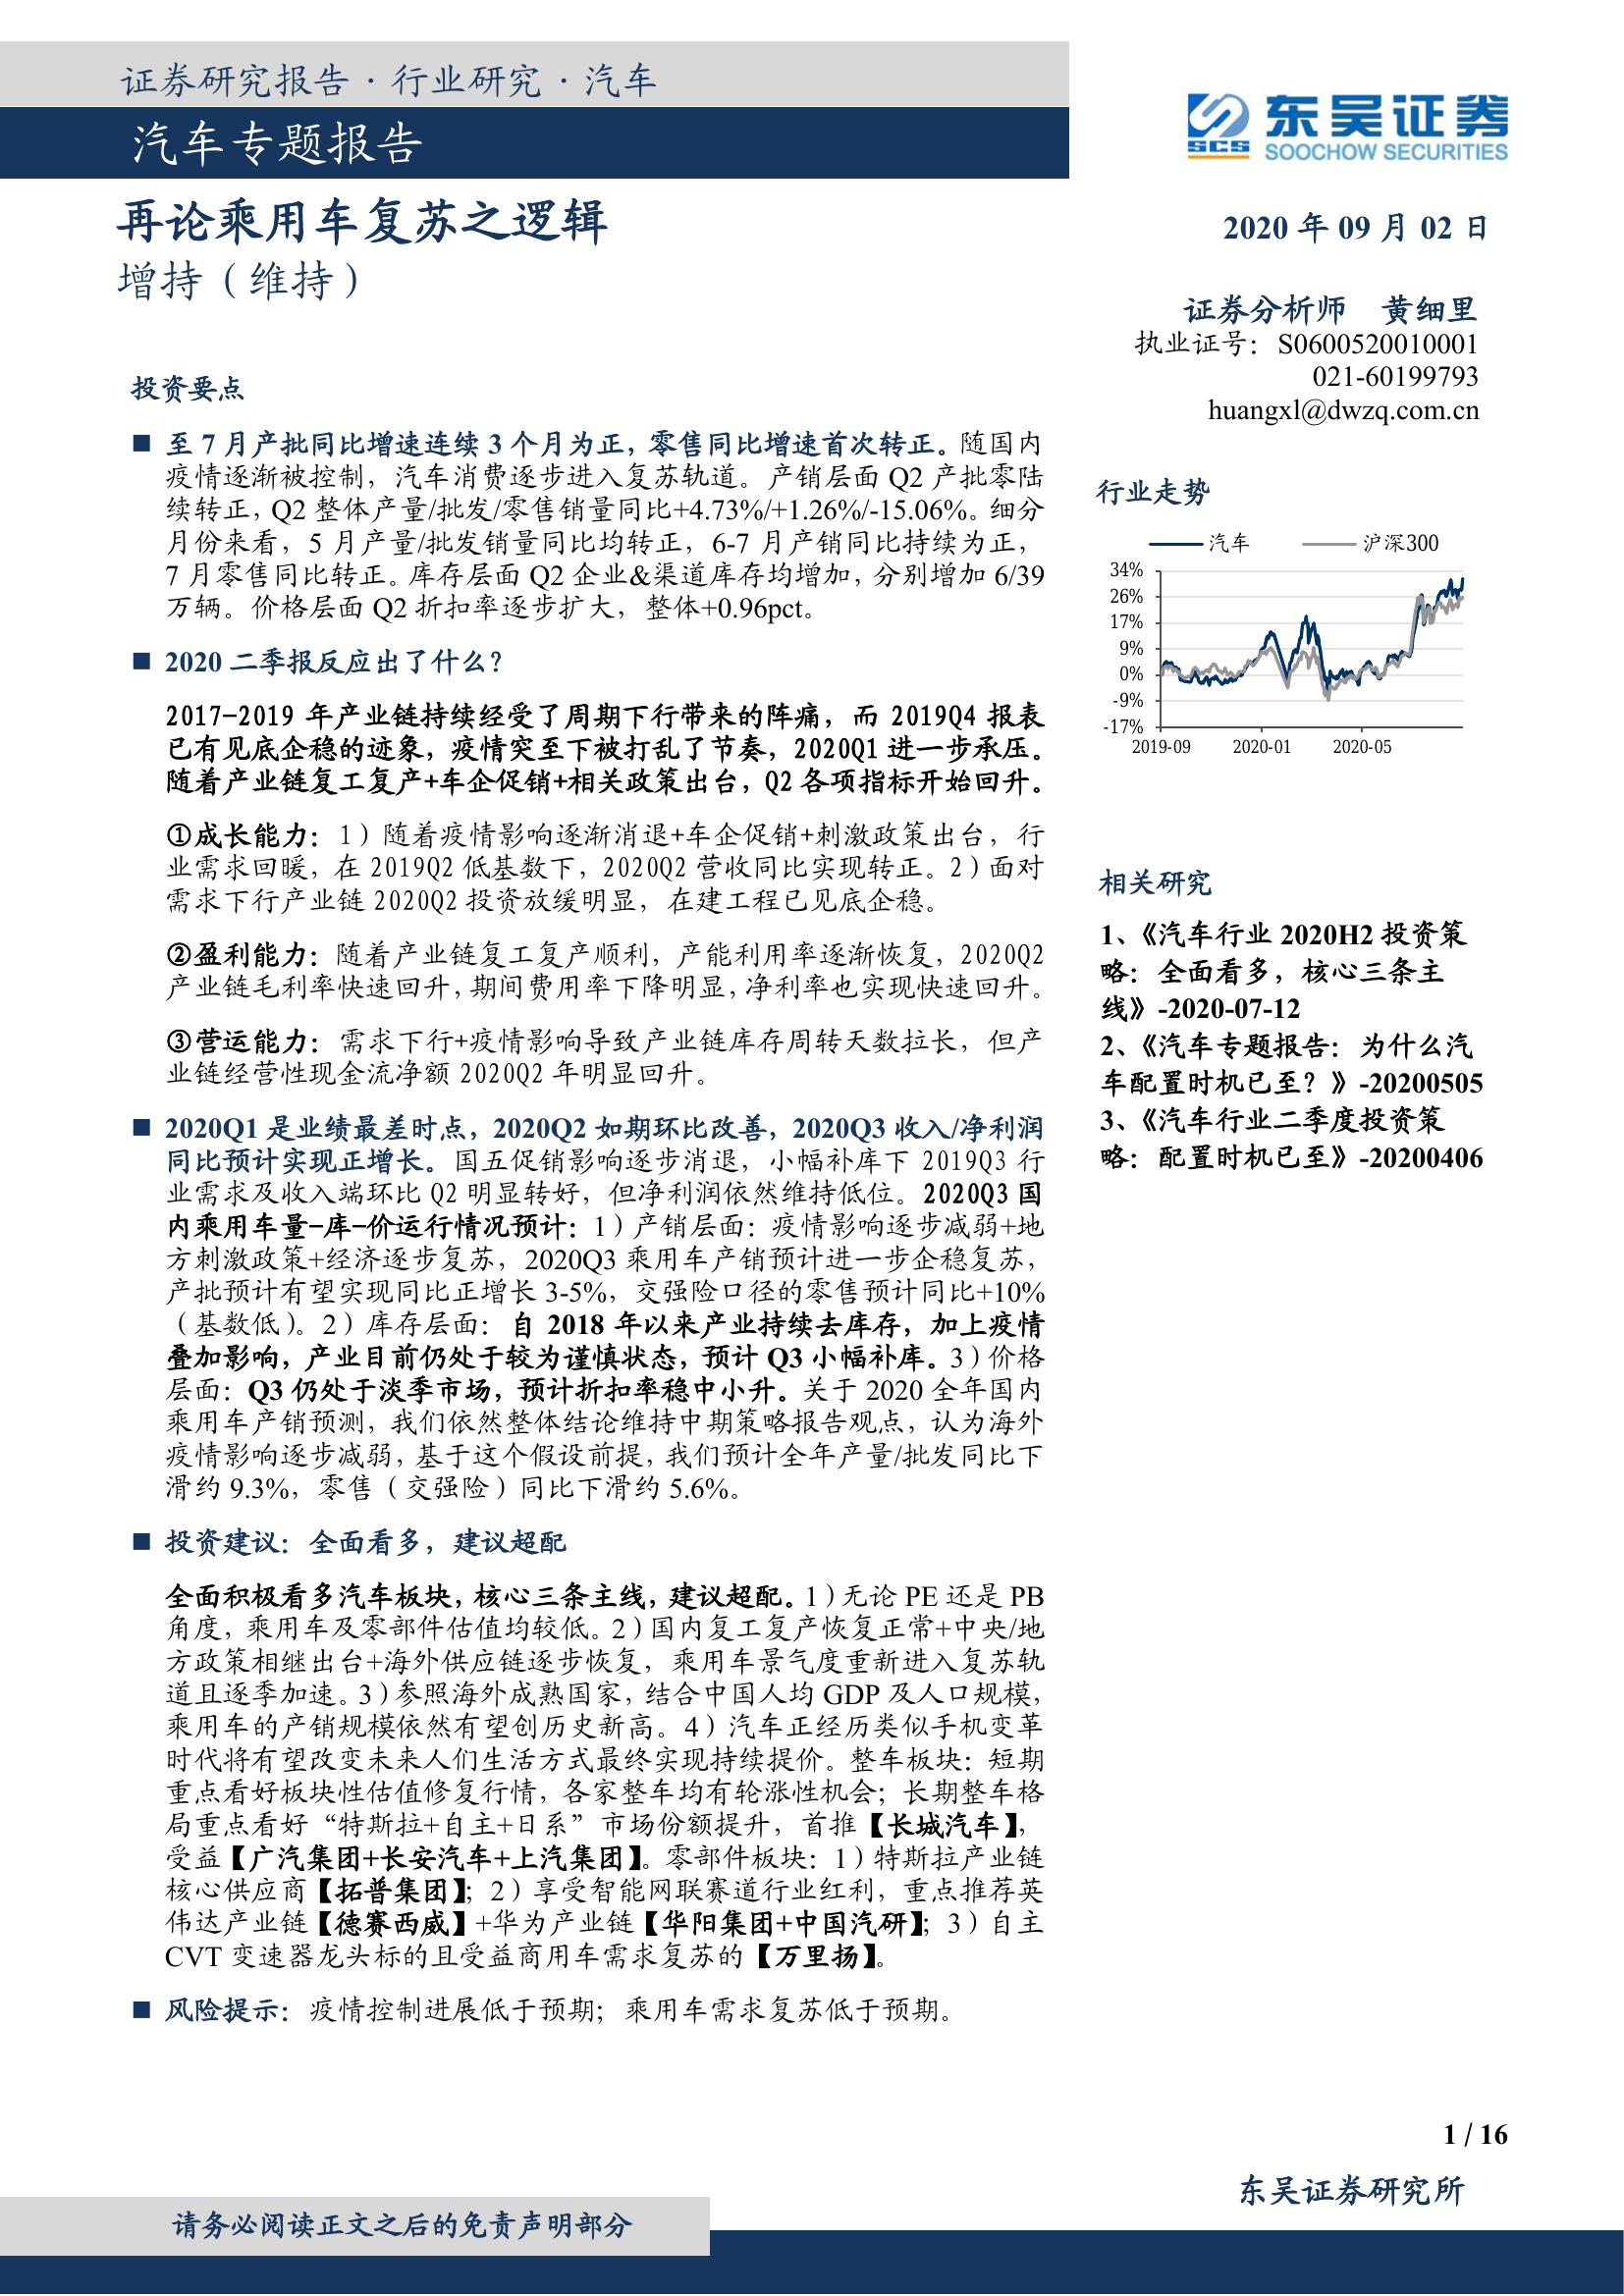 证券研究报告 · 行业研究 · 汽车
汽车专题报告
东吴证券
SCS
SOOCHOW SECURITIES
再论乘用车复苏之逻辑
增持（维持）
2020 年 09 月 02 日
证券分析师 黄细里
执业证号：S0600520010001
021-60199793
huangxl@dwzq.com.cn
投资要点
■ 至 7 月产批同比增速连续 3 个月为正，零售同比增速首次转正。随国内
疫情逐渐被控制，汽车消费逐步进入复苏轨道。产销层面 Q2 产批零陆
续转正，Q2 整体产量/批发/零售销量同比+4.73%/+1.26%/-15.06%。细分
月份来看，5 月产量/批发销量同比均转正，6-7 月产销同比持续为正，
7 月零售同比转正。库存层面 Q2 企业&渠道库存均增加，分别增加 6/39
万辆。价格层面 Q2 折扣率逐步扩大，整体+0.96pct。
■ 2020 二季报反应出了什么？
2017-2019 年产业链持续经受了周期下行带来的阵痛，而 2019Q4 报表
已有见底企稳的迹象，疫情突至下被打乱了节奏，2020Q1 进一步承压。
随着产业链复工复产+车企促销+相关政策出台，Q2 各项指标开始回升。
①成长能力：1）随着疫情影响逐渐消退+车企促销+刺激政策出台，行
业需求回暖，在 2019Q2 低基数下，2020Q2 营收同比实现转正。2）面对
需求下行产业链 2020Q2 投资放缓明显，在建工程已见底企稳。
②盈利能力：随着产业链复工复产顺利，产能利用率逐渐恢复，2020Q2
产业链毛利率快速回升，期间费用率下降明显，净利率也实现快速回升。
③营运能力：需求下行+疫情影响导致产业链库存周转天数拉长，但产
业链经营性现金流净额 2020Q2 年明显回升。
■ 2020Q1 是业绩最差时点，2020Q2 如期环比改善，2020Q3 收入/净利润
同比预计实现正增长。国五促销影响逐步消退，小幅补库下 2019Q3 行
业需求及收入端环比 Q2 明显转好，但净利润依然维持低位。2020Q3 国
内乘用车量-库-价运行情况预计：1）产销层面：疫情影响逐步减弱+地
方刺激政策+经济逐步复苏，2020Q3 乘用车产销预计进一步企稳复苏，
产批预计有望实现同比正增长 3-5%，交强险口径的零售预计同比+10%
（基数低）。2）库存层面：自 2018 年以来产业持续去库存，加上疫情
叠加影响，产业目前仍处于较为谨慎状态，预计 Q3 小幅补库。3）价格
层面：Q3 仍处于淡季市场，预计折扣率稳中小升。关于 2020 全年国内
乘用车产销预测，我们依然整体结论维持中期策略报告观点，认为海外
疫情影响逐步减弱，基于这个假设前提，我们预计全年产量/批发同比下
滑约 9.3%，零售（交强险）同比下滑约 5.6%。
■ 投资建议：全面看多，建议超配
全面积极看多汽车板块，核心三条主线，建议超配。1）无论 PE 还是 PB
角度，乘用车及零部件估值均较低。2）国内复工复产恢复正常+中央/地
方政策相继出台+海外供应链逐步恢复，乘用车景气度重新进入复苏轨
道且逐季加速。3）参照海外成熟国家，结合中国人均 GDP 及人口规模，
乘用车的产销规模依然有望创历史新高。4）汽车正经历类似手机变革
时代将有望改变未来人们生活方式最终实现持续提价。整车板块：短期
重点看好板块性估值修复行情，各家整车均有轮涨性机会；长期整车格
局重点看好“特斯拉+自主+日系”市场份额提升，首推【长城汽车】，
受益【广汽集团+长安汽车+上汽集团】。零部件板块：1）特斯拉产业链
核心供应商【拓普集团】；2）享受智能网联赛道行业红利，重点推荐英
伟达产业链【德赛西威】+华为产业链【华阳集团+中国汽研】；3）自主
CVT 变速器龙头标的且受益商用车需求复苏的【万里扬】。
■ 风险提示：疫情控制进展低于预期；乘用车需求复苏低于预期。
行业走势
汽车 沪深300
34%
26%
17%
9%
0%
-9%
-17%
2019-09 2020-01 2020-05
相关研究
1、《汽车行业 2020H2 投资策
略：全面看多，核心三条主
线》-2020-07-12
2、《汽车专题报告：为什么汽
车配置时机已至？》-20200505
3、《汽车行业二季度投资策
略：配置时机已至》-20200406
1 / 16
东吴证券研究所
请务必阅读正文之后的免责声明部分